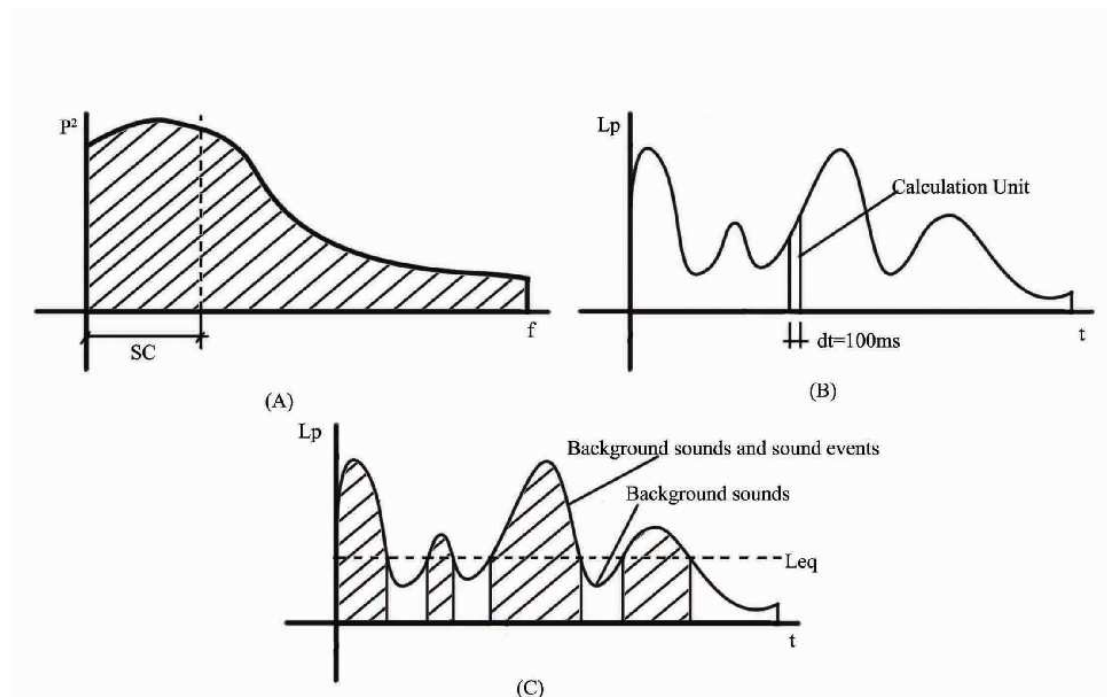 P²
f
SC
(A)
Lp
Calculation Unit
t
dt=100ms
(B)
Lp
Background sounds and sound events
Background sounds
Leq
t
(C)